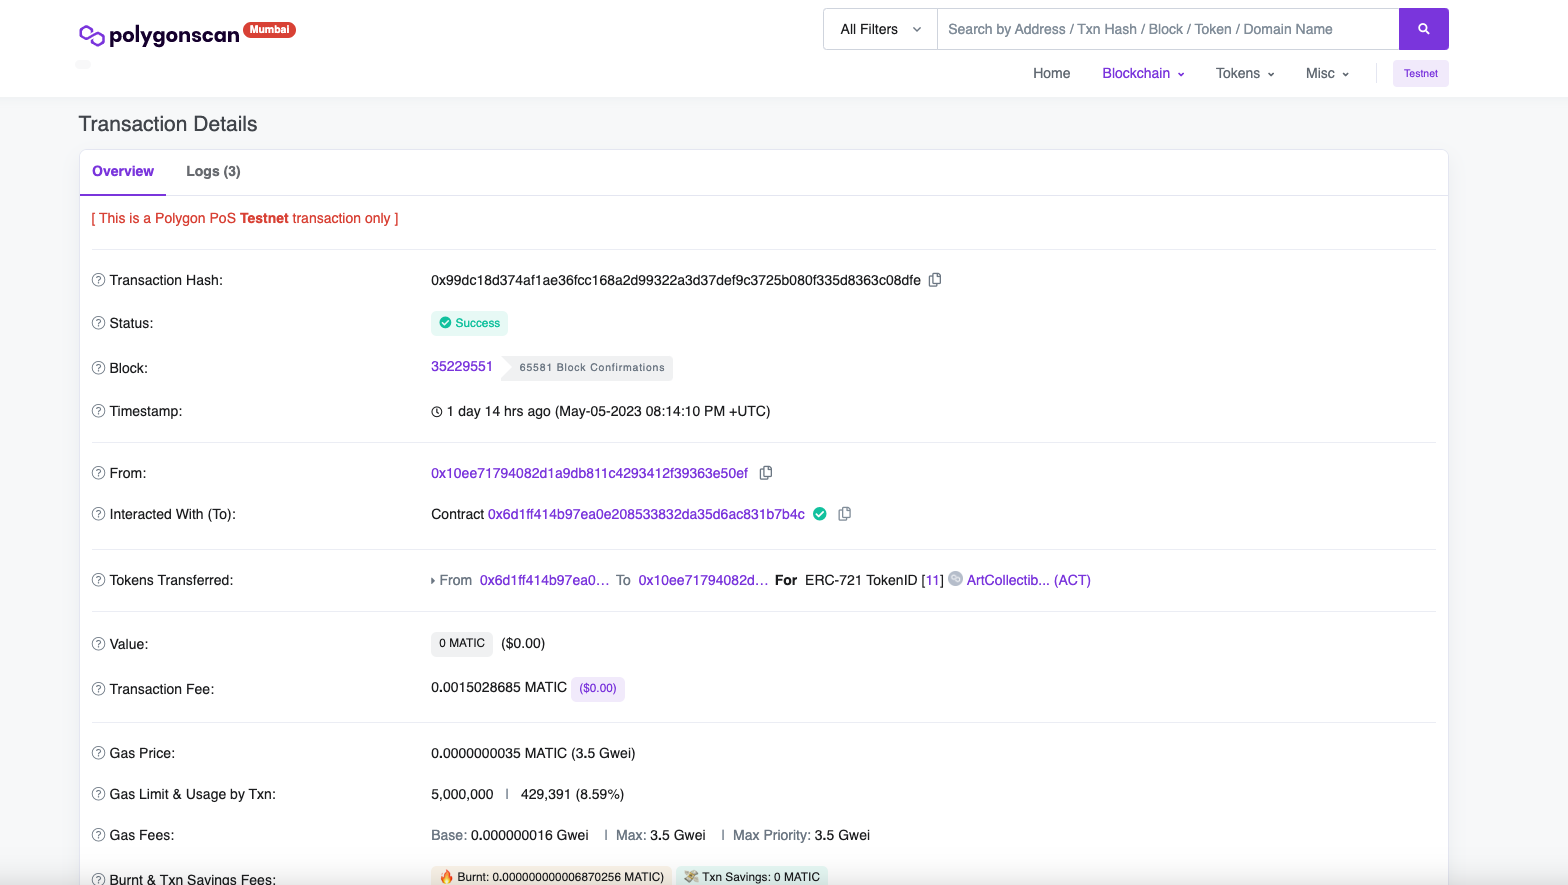 polygonscan Mumbai
All Filters Search by Address / Txn Hash / Block / Token / Domain Name
Home Blockchain Tokens Misc Testnet
Transaction Details
Overview Logs (3)
[ This is a Polygon PoS Testnet transaction only ]
Transaction Hash: 0x99dc18d374af1ae36fcc168a2d99322a3d37def9c3725b080f335d8363c08dfe
Status: Success
Block: 35229551 65581 Block Confirmations
Timestamp: 1 day 14 hrs ago (May-05-2023 08:14:10 PM +UTC)
From: 0x10ee71794082d1a9db811c4293412f39363e50ef
Interacted With (To): Contract 0x6d1ff414b97ea0e208533832da35d6ac831b7b4c
Tokens Transferred: From 0x6d1ff414b97ea0... To 0x10ee71794082d... For ERC-721 TokenID [11] ArtCollectib... (ACT)
Value: 0 MATIC ($0.00)
Transaction Fee: 0.0015028685 MATIC ($0.00)
Gas Price: 0.0000000035 MATIC (3.5 Gwei)
Gas Limit & Usage by Txn: 5,000,000 | 429,391 (8.59%)
Gas Fees: Base: 0.000000016 Gwei | Max: 3.5 Gwei | Max Priority: 3.5 Gwei
Burnt & Txn Savings Fees: 🔥 Burnt: 0.000000000006870256 MATIC) 💸 Txn Savings: 0 MATIC